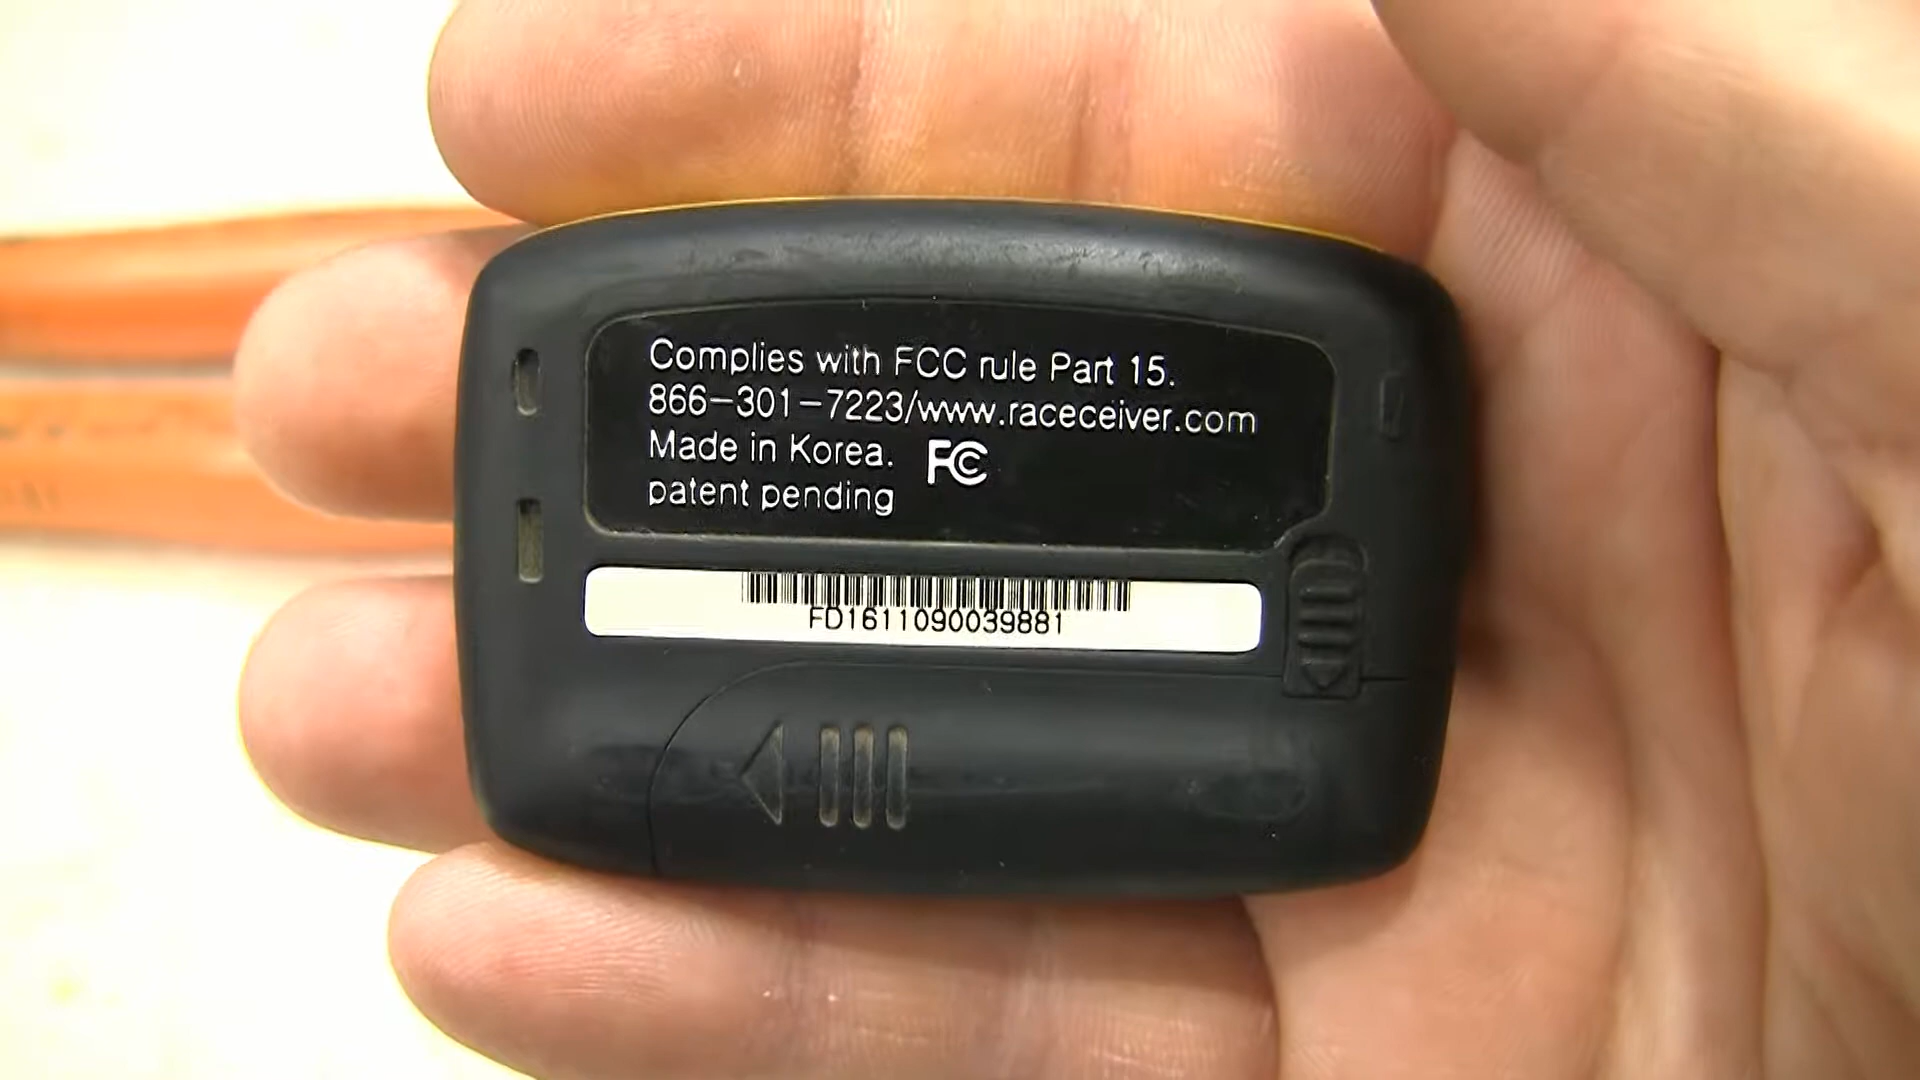 Complies with FCC rule Part 15.
866-301-7223/www.raceceiver.com
Made in Korea. FC
patent pending
FD1611090039881